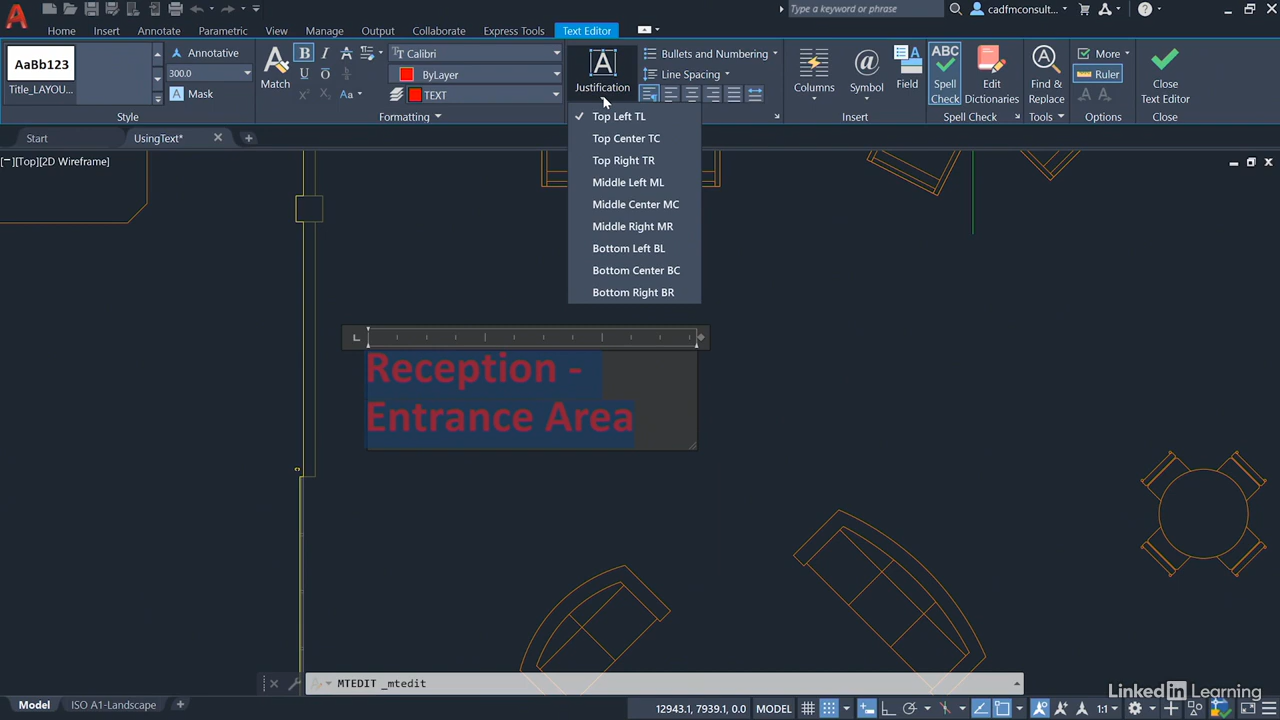 Type a keyword or phrase
cadfmconsult...
Home Insert Annotate Parametric View Manage Output Collaborate Express Tools Text Editor
AaBb123
Title_LAYOU...
Annotative
300.0
Mask
Style
Match
B I A
U O
Aa
Calibri
ByLayer
TEXT
Formatting
A
Justification
Bullets and Numbering
Line Spacing
Columns
@
Symbol
A
Field
Insert
ABC
Spell
Check
Edit
Dictionaries
Spell Check
A
Find &
Replace
Tools
More
Ruler
Options
Close
Text Editor
Close
Start
UsingText*
[−][Top][2D Wireframe]
Top Left TL
Top Center TC
Top Right TR
Middle Left ML
Middle Center MC
Middle Right MR
Bottom Left BL
Bottom Center BC
Bottom Right BR
Reception -
Entrance Area
MTEDIT _mtedit
Linked in Learning
Model ISO A1-Landscape
12943.1, 7939.1, 0.0 MODEL 1:1